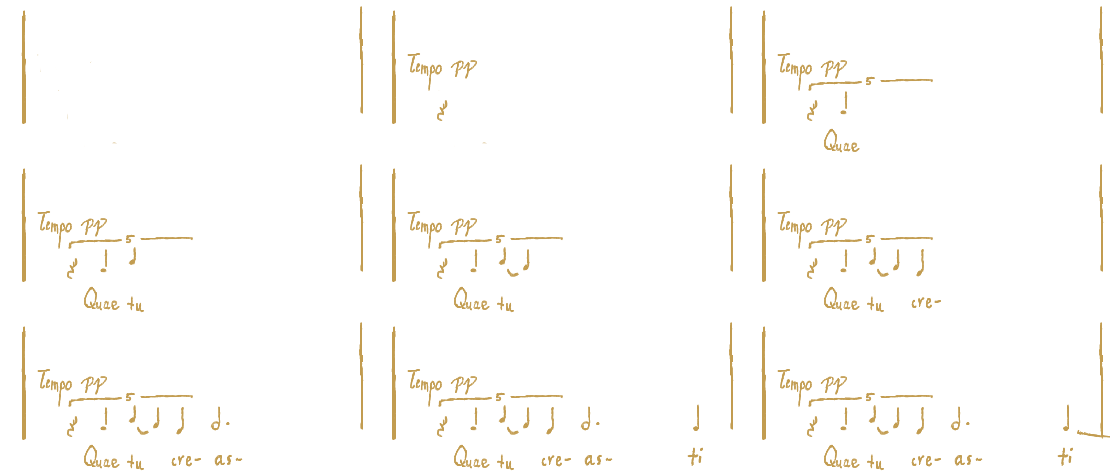 Tempo pp
Tempo pp
5
Quae
Tempo pp
5
Quae tu
Tempo pp
5
Quae tu
Tempo pp
5
Quae tu cre-
Tempo pp
5
Quae tu cre- as-
Tempo pp
5
Quae tu cre- as- ti
Tempo pp
5
Quae tu cre- as- ti